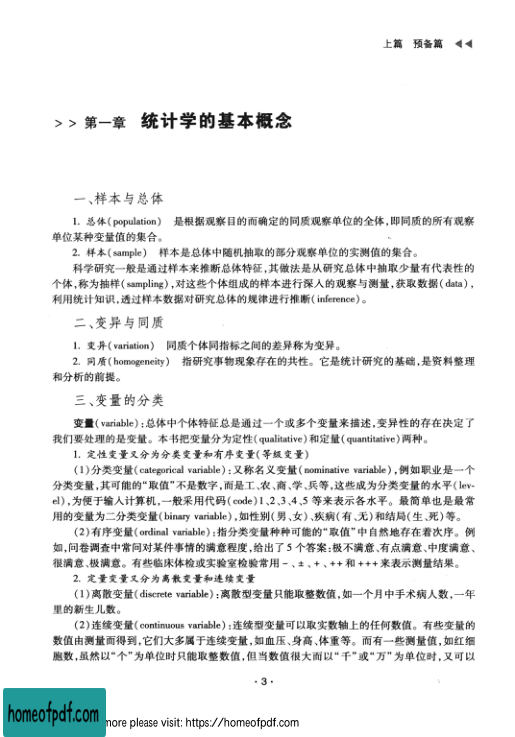 上篇 预备篇 ◀◀
>> 第一章 统计学的基本概念
一、样本与总体
1. 总体(population) 是根据观察目的而确定的同质观察单位的全体,即同质的所有观察
单位某种变量值的集合。
2. 样本(sample) 样本是总体中随机抽取的部分观察单位的实测值的集合。
科学研究一般是通过样本来推断总体特征,其做法是从研究总体中抽取少量有代表性的
个体,称为抽样(sampling),对这些个体组成的样本进行深入的观察与测量,获取数据(data),
利用统计知识,透过样本数据对研究总体的规律进行推断(inference)。
二、变异与同质
1. 变异(variation) 同质个体同指标之间的差异称为变异。
2. 同质(homogeneity) 指研究事物现象存在的共性。它是统计研究的基础,是资料整理
和分析的前提。
三、变量的分类
变量(variable):总体中个体特征总是通过一个或多个变量来描述,变异性的存在决定了
我们要处理的是变量。本书把变量分为定性(qualitative)和定量(quantitative)两种。
1. 定性变量又分为分类变量和有序变量(等级变量)
(1)分类变量(categorical variable):又称名义变量(nominative variable),例如职业是一个
分类变量,其可能的“取值”不是数字,而是工、农、商、学、兵等,这些成为分类变量的水平(lev-
el),为便于输人计算机,一般采用代码(code)1、2、3、4、5 等来表示各水平。最简单也是最常
用的变量为二分类变量(binary variable),如性别(男、女)、疾病(有、无)和结局(生、死)等。
(2)有序变量(ordinal variable):指分类变量种种可能的“取值”中自然地存在着次序。例
如,问卷调查中常问对某件事情的满意程度,给出了 5 个答案:极不满意、有点满意、中度满意、
很满意、极满意。有些临床体检或实验室检验常用 -、±、+、++ 和 +++ 来表示测量结果。
2. 定量变量又分为离散变量和连续变量
(1)离散变量(discrete variable):离散型变量只能取整数值,如一个月中手术病人数,一年
里的新生儿数。
(2)连续变量(continuous variable):连续型变量可以取实数轴上的任何数值。有些变量的
数值由测量而得到,它们大多属于连续变量,如血压、身高、体重等。而有一些测量值,如红细
胞数,虽然以“个”为单位时只能取整数值,但当数值很大而以“千”或“万”为单位时,又可以
· 3 ·
homeofpdf.com
more please visit: https://homeofpdf.com